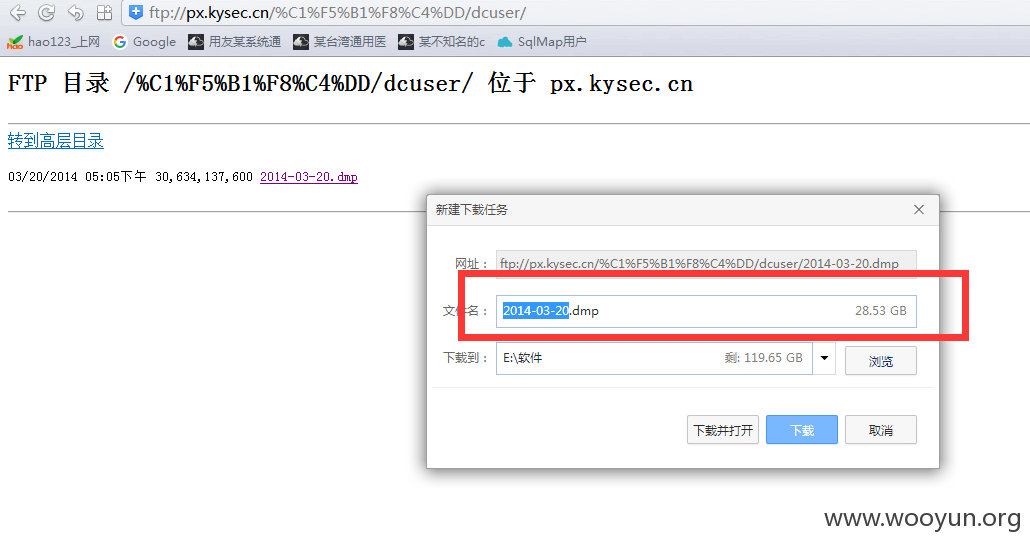 ftp://px.kysec.cn/%C1%F5%B1%F8%C4%DD/dcuser/
hao123_上网 Google 用友某系统通 某台湾通用医 某不知名的c SqlMap用户
FTP 目录 /%C1%F5%B1%F8%C4%DD/dcuser/ 位于 px.kysec.cn
转到高层目录
03/20/2014 05:05下午 30,634,137,600 2014-03-20.dmp
新建下载任务
网址： ftp://px.kysec.cn/%C1%F5%B1%F8%C4%DD/dcuser/2014-03-20.dmp
文件名： 2014-03-20.dmp 28.53 GB
下载到： E:\软件 剩: 119.65 GB 浏览
下载并打开 下载 取消
www.wooyun.org